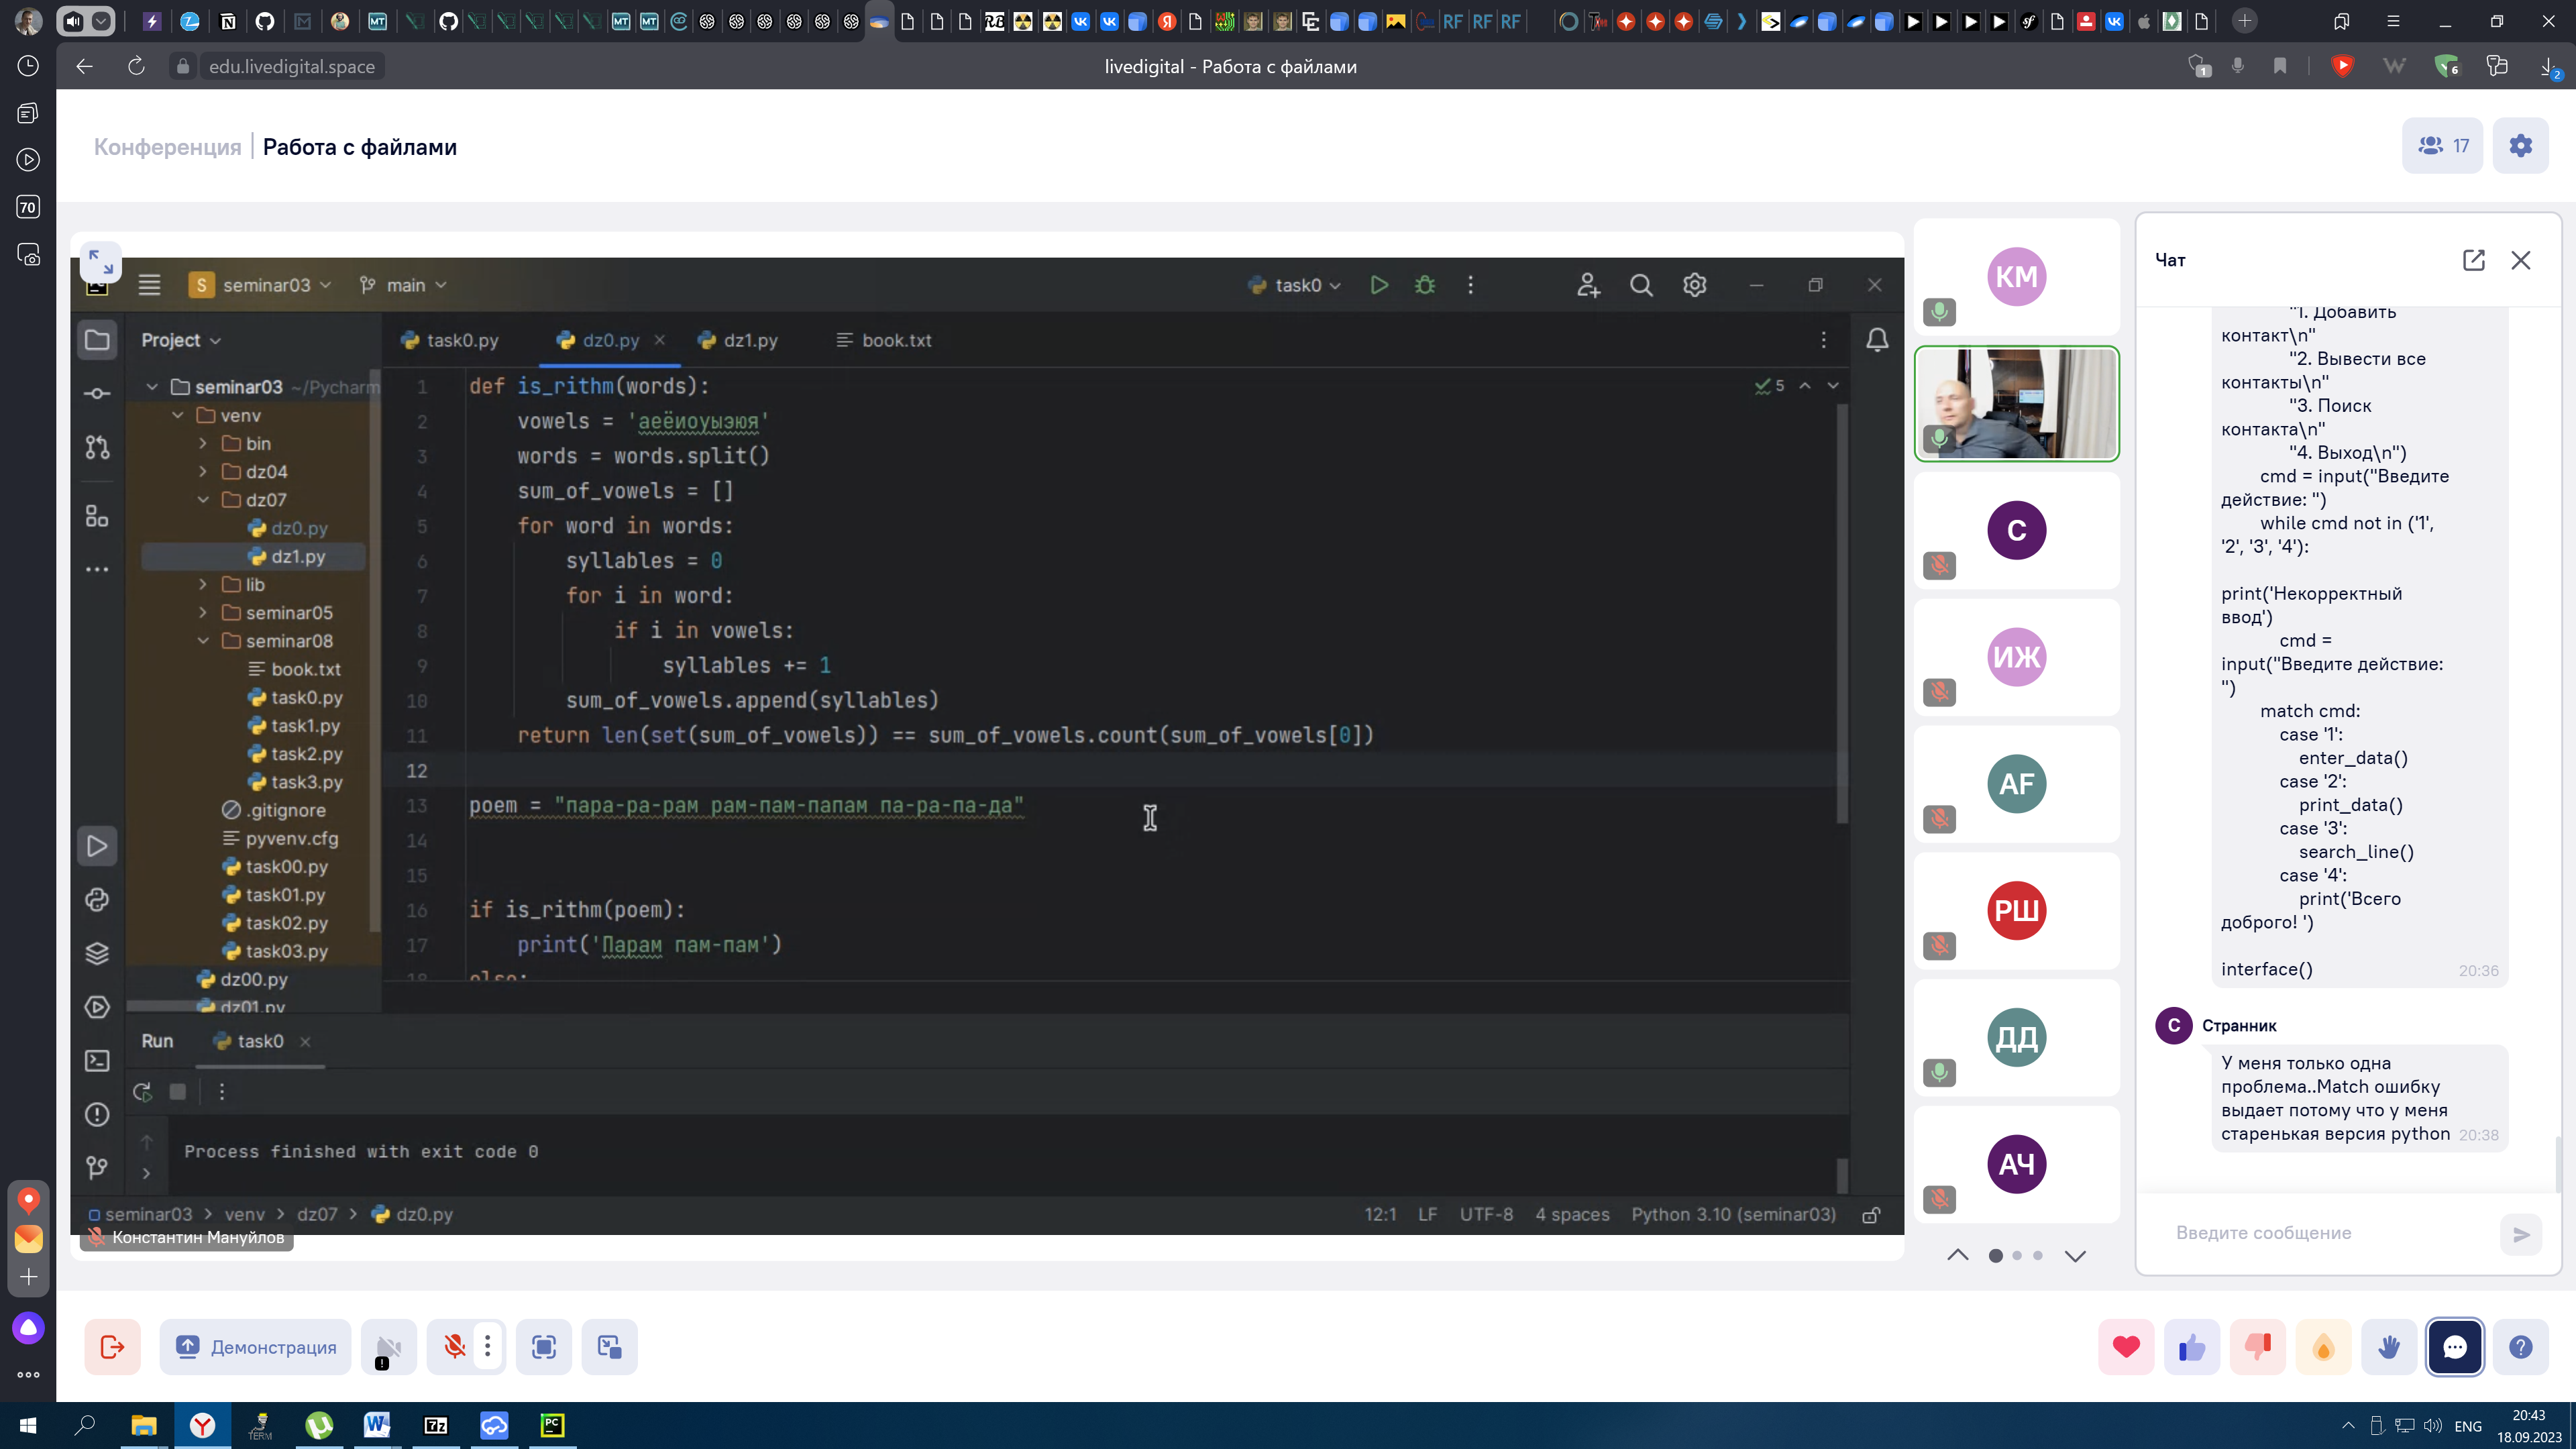 edu.livedigital.space
livedigital - Работа с файлами
1
6
2
70
Конференция | Работа с файлами
17
S seminar03
main
task0
Project
task0.py
dz0.py
dz1.py
book.txt
seminar03 ~/Pycharm
venv
bin
dz04
dz07
dz0.py
dz1.py
lib
seminar05
seminar08
book.txt
task0.py
task1.py
task2.py
task3.py
.gitignore
pyvenv.cfg
task00.py
task01.py
task02.py
task03.py
dz00.py
dz01.py
5
1 def is_rithm(words):
2 vowels = 'аеёиоуыэюя'
3 words = words.split()
4 sum_of_vowels = []
5 for word in words:
6 syllables = 0
7 for i in word:
8 if i in vowels:
9 syllables += 1
10 sum_of_vowels.append(syllables)
11 return len(set(sum_of_vowels)) == sum_of_vowels.count(sum_of_vowels[0])
12
13 poem = "пара-ра-рам рам-пам-папам па-ра-па-да"
14
15
16 if is_rithm(poem):
17 print('Парам пам-пам')
18 else:
Run
task0
Process finished with exit code 0
seminar03 > venv > dz07 > dz0.py
12:1 LF UTF-8 4 spaces Python 3.10 (seminar03)
Константин Мануйлов
КМ
С
ИЖ
AF
РШ
ДД
АЧ
Чат
"1. Добавить
контакт\n"
"2. Вывести все
контакты\n"
"3. Поиск
контакта\n"
"4. Выход\n")
cmd = input("Введите
действие: ")
while cmd not in ('1',
'2', '3', '4'):
print('Некорректный
ввод')
cmd =
input("Введите действие:
")
match cmd:
case '1':
enter_data()
case '2':
print_data()
case '3':
search_line()
case '4':
print('Всего
доброго! ')
interface()
20:36
С Странник
У меня только одна
проблема..Match ошибку
выдает потому что у меня
старенькая версия python
20:38
Введите сообщение
Демонстрация
TERM
ENG
20:43
18.09.2023